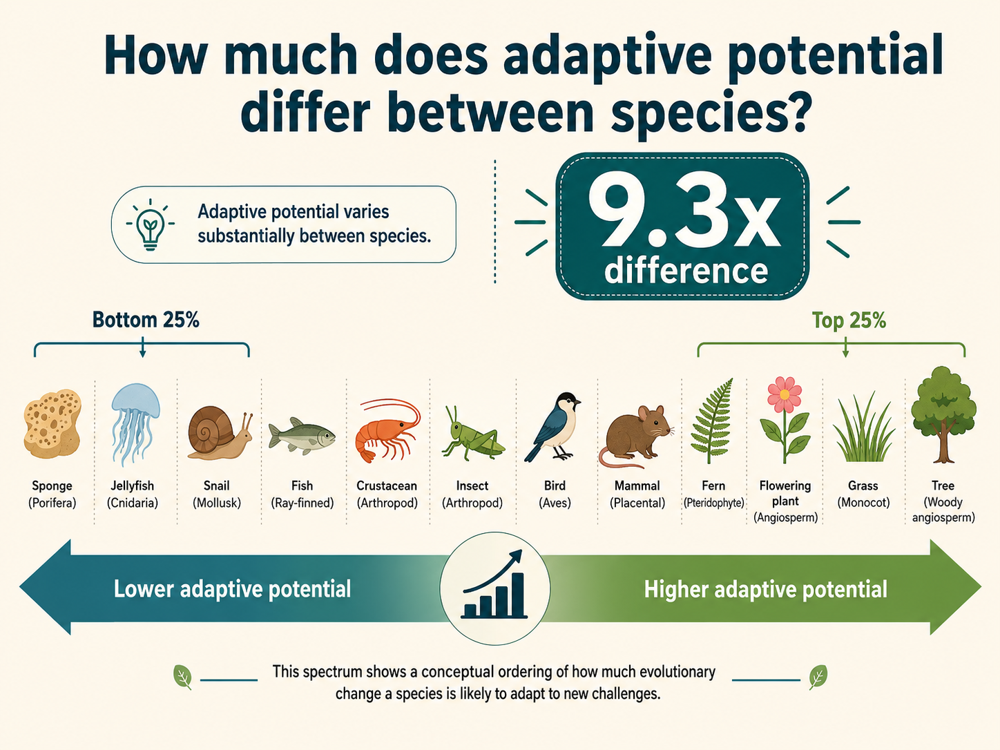 How much does adaptive potential
differ between species?
Adaptive potential varies
substantially between species.
9.3x
difference
Bottom 25%
Top 25%
Sponge
(Porifera)
Jellyfish
(Cnidaria)
Snail
(Mollusk)
Fish
(Ray-finned)
Crustacean
(Arthropod)
Insect
(Arthropod)
Bird
(Aves)
Mammal
(Placental)
Fern
(Pteridophyte)
Flowering
plant
(Angiosperm)
Grass
(Monocot)
Tree
(Woody
angiosperm)
Lower adaptive potential
Higher adaptive potential
This spectrum shows a conceptual ordering of how much evolutionary
change a species is likely to adapt to new challenges.